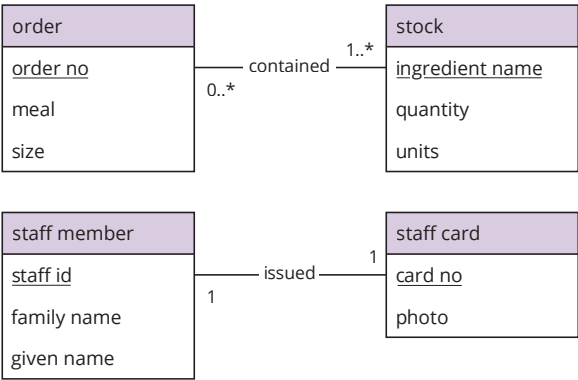 order
order no
meal
size
contained
0..*
1..*
stock
ingredient name
quantity
units
staff member
staff id
family name
given name
issued
1
1
staff card
card no
photo